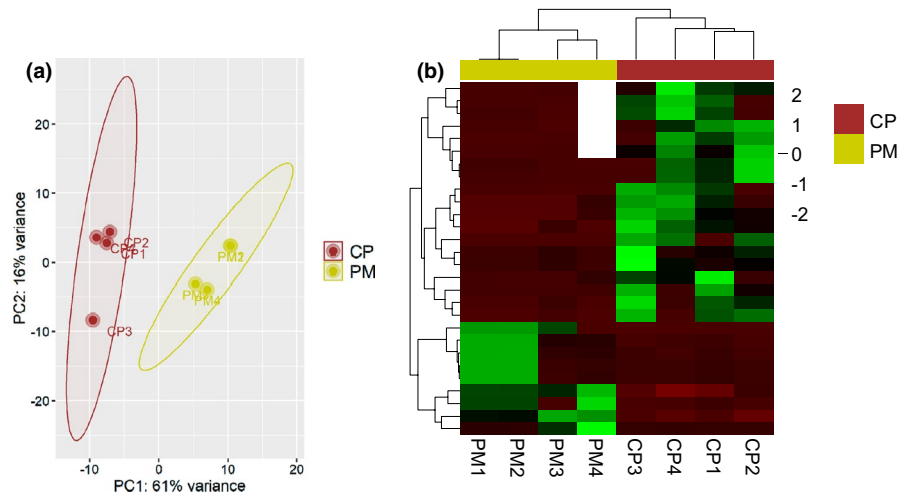 (a)
20
10
0
-10
-20
PC2: 16% variance
-10
0
10
20
PC1: 61% variance
CP2
CP1
CP3
PM4
CP
PM
(b)
2
1
0
-1
-2
CP
PM
PM1
PM2
PM3
PM4
CP3
CP4
CP1
CP2